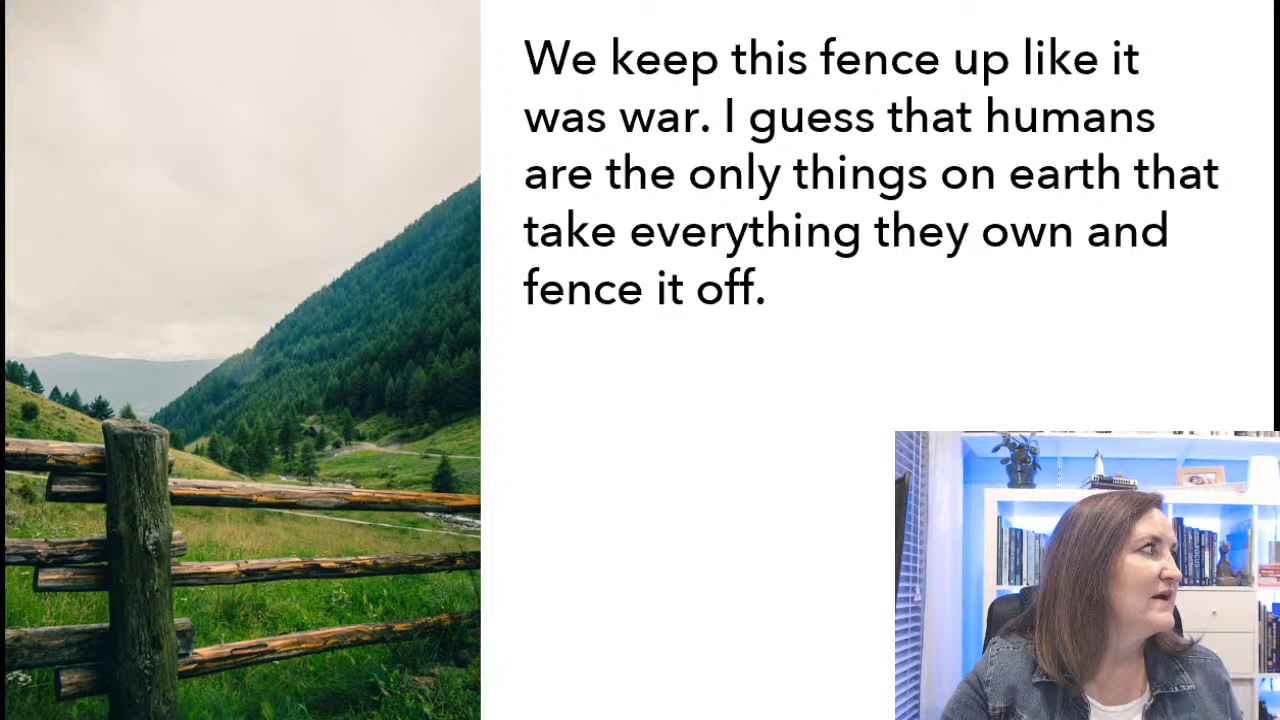 We keep this fence up like it
was war. I guess that humans
are the only things on earth that
take everything they own and
fence it off.